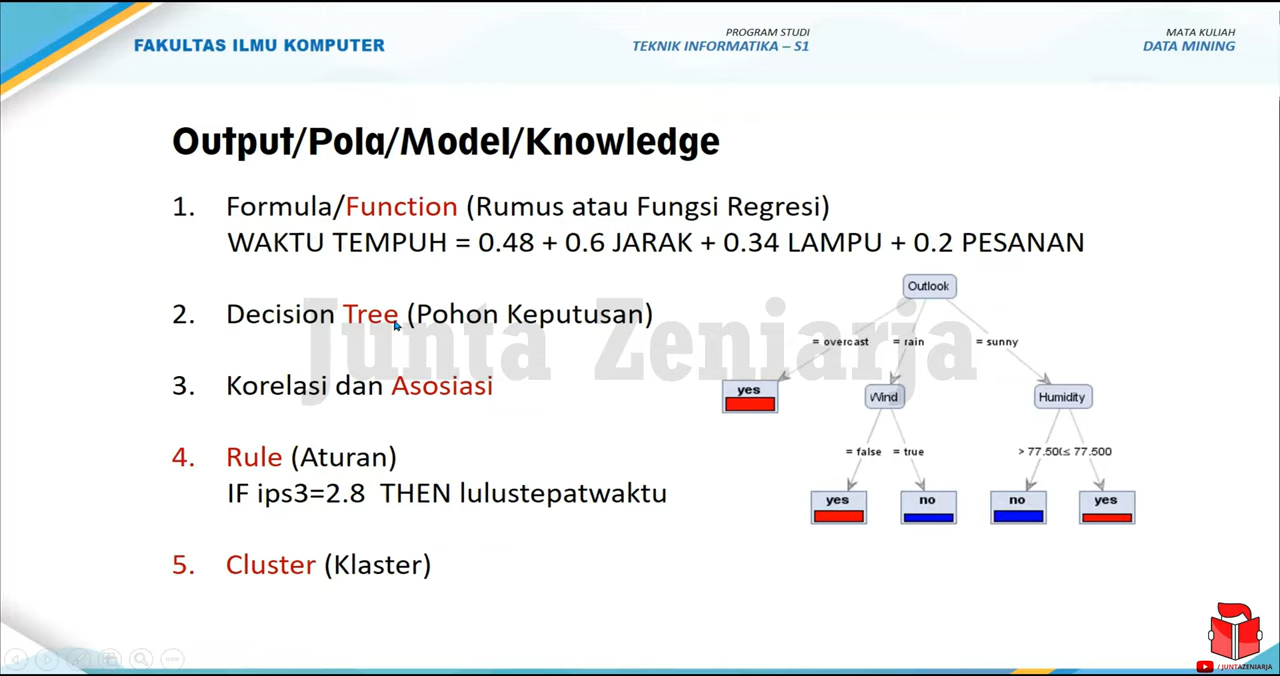 FAKULTAS ILMU KOMPUTER
PROGRAM STUDI
TEKNIK INFORMATIKA – S1
MATA KULIAH
DATA MINING
Output/Pola/Model/Knowledge
1. Formula/Function (Rumus atau Fungsi Regresi)
WAKTU TEMPUH = 0.48 + 0.6 JARAK + 0.34 LAMPU + 0.2 PESANAN
2. Decision Tree (Pohon Keputusan)
3. Korelasi dan Asosiasi
4. Rule (Aturan)
IF ips3=2.8 THEN lulustepatwaktu
5. Cluster (Klaster)
Outlook
= overcast = rain = sunny
yes
Wind
Humidity
= false = true
> 77.50(≤ 77.500
yes
no
no
yes
Junta Zeniarja
/ JUNTAZENIARJA